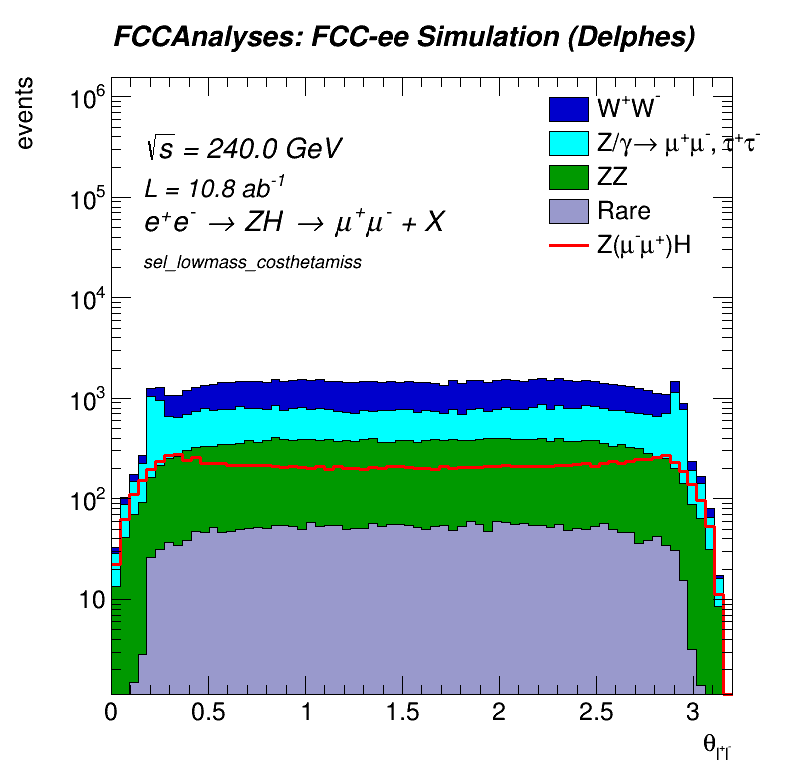 FCCAnalyses: FCC-ee Simulation (Delphes)
events
10⁶
10⁵
10⁴
10³
10²
10
√s = 240.0 GeV
L = 10.8 ab⁻¹
e⁺e⁻ → ZH → μ⁺μ⁻ + X
sel_lowmass_costhetamiss
W⁺W⁻
Z/γ→ μ⁺μ⁻, τ⁺τ⁻
ZZ
Rare
Z(μ⁻μ⁺)H
0 0.5 1 1.5 2 2.5 3
θ_l⁺l⁻